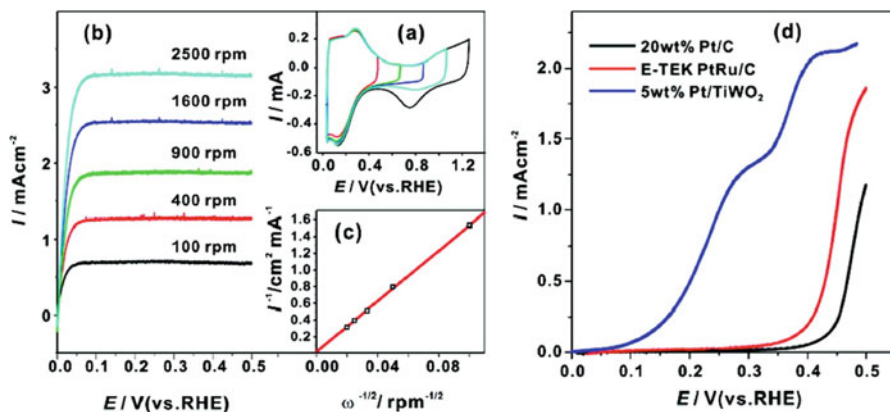 (b)
2500 rpm
1600 rpm
900 rpm
400 rpm
100 rpm
I / mAcm⁻²
3
2
1
0
0.0 0.1 0.2 0.3 0.4 0.5
E / V(vs.RHE)
(a)
I / mA
0.4
0.2
0.0
-0.2
-0.4
-0.6
0.0 0.4 0.8 1.2
E / V(vs.RHE)
(c)
I⁻¹/cm² mA⁻¹
1.6
1.4
1.2
1.0
0.8
0.6
0.4
0.2
0.00 0.04 0.08
ω⁻¹/²/ rpm⁻¹/²
(d)
20wt% Pt/C
E-TEK PtRu/C
5wt% Pt/TiWO₂
I / mAcm⁻²
2.0
1.5
1.0
0.5
0.0
0.0 0.1 0.2 0.3 0.4 0.5
E / V(vs.RHE)